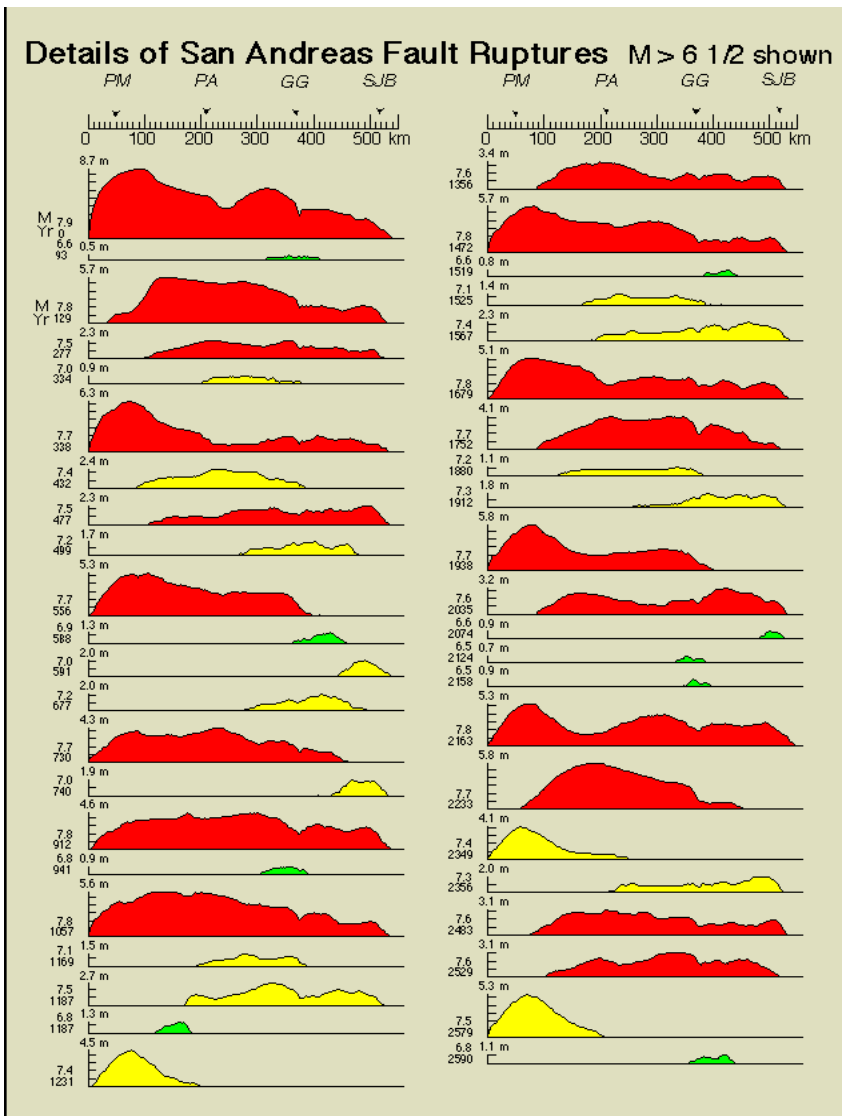 Details of San Andreas Fault Ruptures M > 6 1/2 shown
PM PA GG SJB
0 100 200 300 400 500 km
8.7 m
M 7.9
Yr 0
6.6 0.5 m
93
5.7 m
M 7.8
Yr 129
2.3 m
7.5
277
7.0 0.9 m
334
6.3 m
7.7
338
2.4 m
7.4
432
2.3 m
7.5
477
1.7 m
7.2
499
5.3 m
7.7
556
6.9 1.3 m
588
2.0 m
7.0
591
2.0 m
7.2
677
4.3 m
7.7
730
1.9 m
7.0
740
4.6 m
7.8
912
6.8 0.9 m
941
5.6 m
7.8
1057
1.5 m
7.1
1169
2.7 m
7.5
1187
6.8 1.3 m
1187
4.5 m
7.4
1231
PM PA GG SJB
0 100 200 300 400 500 km
3.4 m
7.6
1356
5.7 m
7.8
1472
6.6 0.8 m
1519
7.1 1.4 m
1525
2.3 m
7.4
1567
5.1 m
7.8
1679
4.1 m
7.7
1752
7.2 1.1 m
1880
1.8 m
7.3
1912
5.8 m
7.7
1938
3.2 m
7.6
2035
6.6 0.9 m
2074
6.5 0.7 m
2124
6.5 0.9 m
2158
5.3 m
7.8
2163
5.8 m
7.7
2233
4.1 m
7.4
2349
2.0 m
7.3
2356
3.1 m
7.6
2483
3.1 m
7.6
2529
5.3 m
7.5
2579
6.8 1.1 m
2590